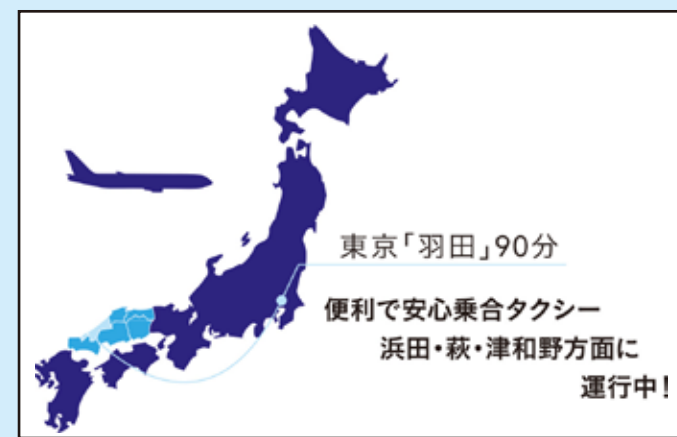 東京「羽田」90分
便利で安心乗合タクシー
浜田・萩・津和野方面に
運行中！